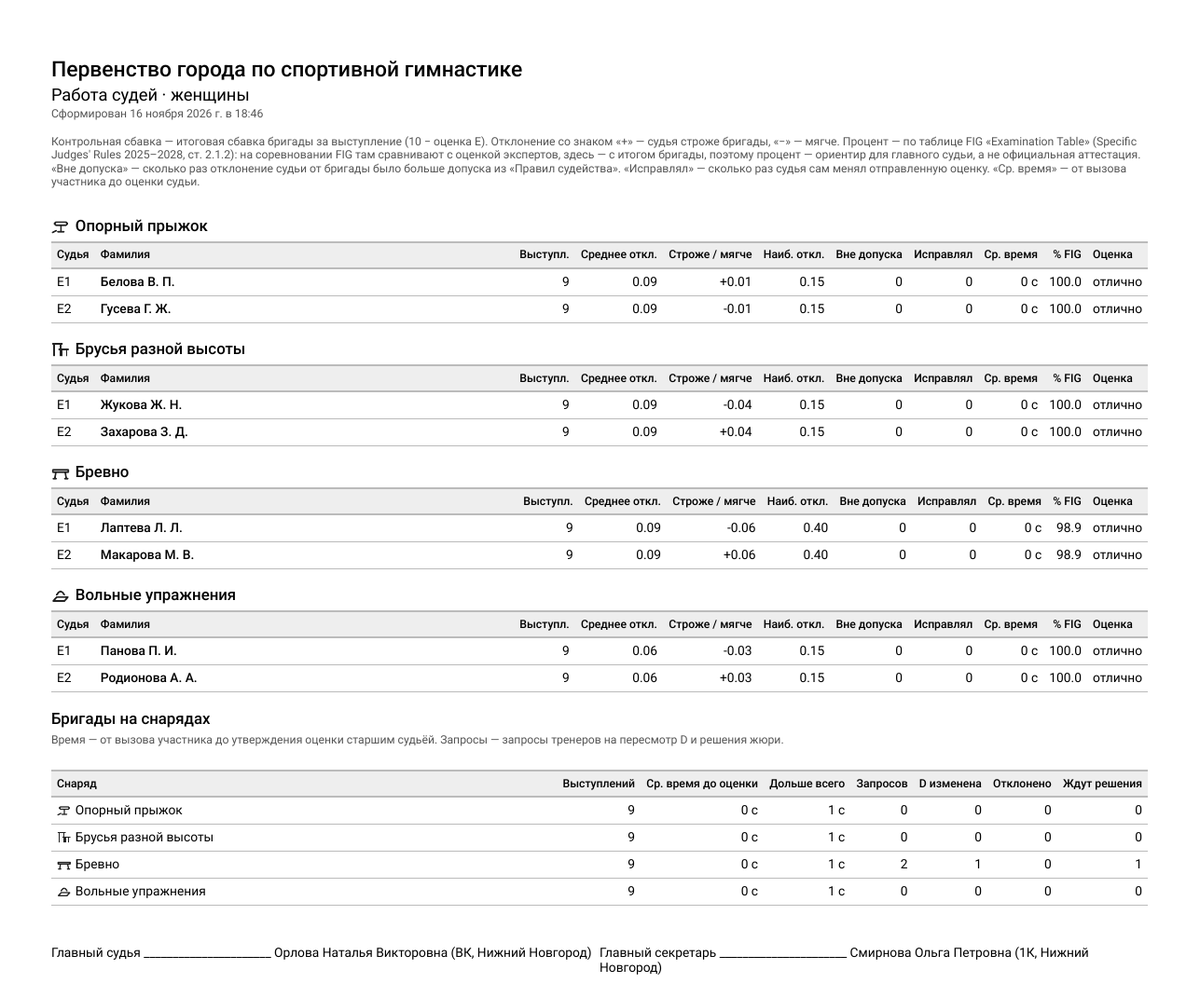 Первенство города по спортивной гимнастике
Работа судей · женщины
Сформирован 16 ноября 2026 г. в 18:46
Контрольная сбавка — итоговая сбавка бригады за выступление (10 − оценка E). Отклонение со знаком «+» — судья строже бригады, «−» — мягче. Процент — по таблице FIG «Examination Table» (Specific
Judges' Rules 2025–2028, ст. 2.1.2): на соревновании FIG там сравнивают с оценкой экспертов, здесь — с итогом бригады, поэтому процент — ориентир для главного судьи, а не официальная аттестация.
«Вне допуска» — сколько раз отклонение судьи от бригады было больше допуска из «Правил судейства». «Исправлял» — сколько раз судья сам менял отправленную оценку. «Ср. время» — от вызова
участника до оценки судьи.
Опорный прыжок
Судья Фамилия Выступл. Среднее откл. Строже / мягче Наиб. откл. Вне допуска Исправлял Ср. время % FIG Оценка
E1 Белова В. П. 9 0.09 +0.01 0.15 0 0 0 с 100.0 отлично
E2 Гусева Г. Ж. 9 0.09 -0.01 0.15 0 0 0 с 100.0 отлично
Брусья разной высоты
Судья Фамилия Выступл. Среднее откл. Строже / мягче Наиб. откл. Вне допуска Исправлял Ср. время % FIG Оценка
E1 Жукова Ж. Н. 9 0.09 -0.04 0.15 0 0 0 с 100.0 отлично
E2 Захарова З. Д. 9 0.09 +0.04 0.15 0 0 0 с 100.0 отлично
Бревно
Судья Фамилия Выступл. Среднее откл. Строже / мягче Наиб. откл. Вне допуска Исправлял Ср. время % FIG Оценка
E1 Лаптева Л. Л. 9 0.09 -0.06 0.40 0 0 0 с 98.9 отлично
E2 Макарова М. В. 9 0.09 +0.06 0.40 0 0 0 с 98.9 отлично
Вольные упражнения
Судья Фамилия Выступл. Среднее откл. Строже / мягче Наиб. откл. Вне допуска Исправлял Ср. время % FIG Оценка
E1 Панова П. И. 9 0.06 -0.03 0.15 0 0 0 с 100.0 отлично
E2 Родионова А. А. 9 0.06 +0.03 0.15 0 0 0 с 100.0 отлично
Бригады на снарядах
Время — от вызова участника до утверждения оценки старшим судьёй. Запросы — запросы тренеров на пересмотр D и решения жюри.
Снаряд Выступлений Ср. время до оценки Дольше всего Запросов D изменена Отклонено Ждут решения
Опорный прыжок 9 0 с 1 с 0 0 0 0
Брусья разной высоты 9 0 с 1 с 0 0 0 0
Бревно 9 0 с 1 с 2 1 0 1
Вольные упражнения 9 0 с 1 с 0 0 0 0
Главный судья ____________________ Орлова Наталья Викторовна (ВК, Нижний Новгород) Главный секретарь ____________________ Смирнова Ольга Петровна (1К, Нижний
Новгород)